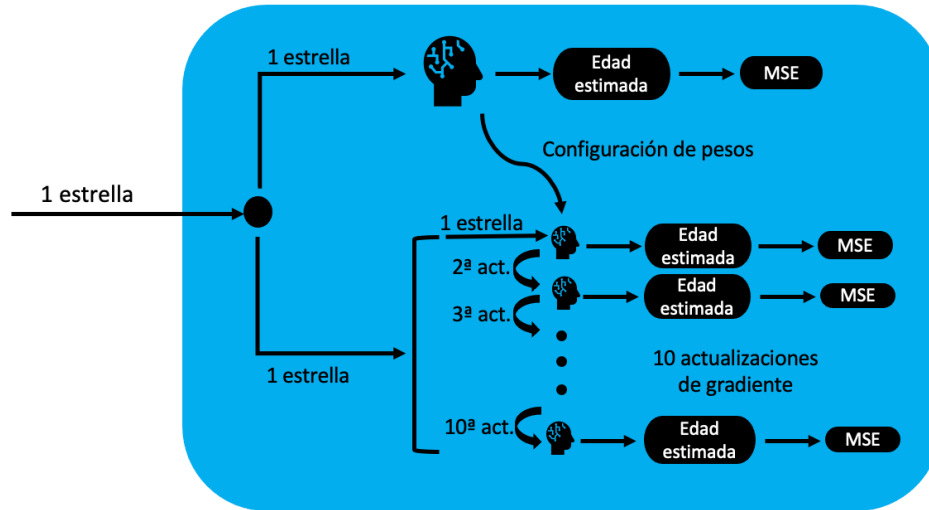 1 estrella
Edad
estimada
MSE
Configuración de pesos
1 estrella
1 estrella
Edad
estimada
MSE
2ª act.
Edad
estimada
MSE
3ª act.
1 estrella
10 actualizaciones
de gradiente
10ª act.
Edad
estimada
MSE